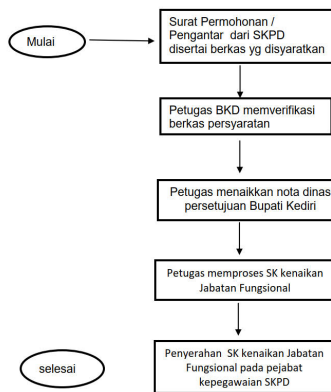 Mulai
Surat Permohonan /
Pengantar dari SKPD
disertai berkas yg disyaratkan
Petugas BKD memverifikasi
berkas persyaratan
Petugas menaikkan nota dinas
persetujuan Bupati Kediri
Petugas memproses SK kenaikan
Jabatan Fungsional
selesai
Penyerahan SK kenaikan Jabatan
Fungsional pada pejabat
kepegawaian SKPD